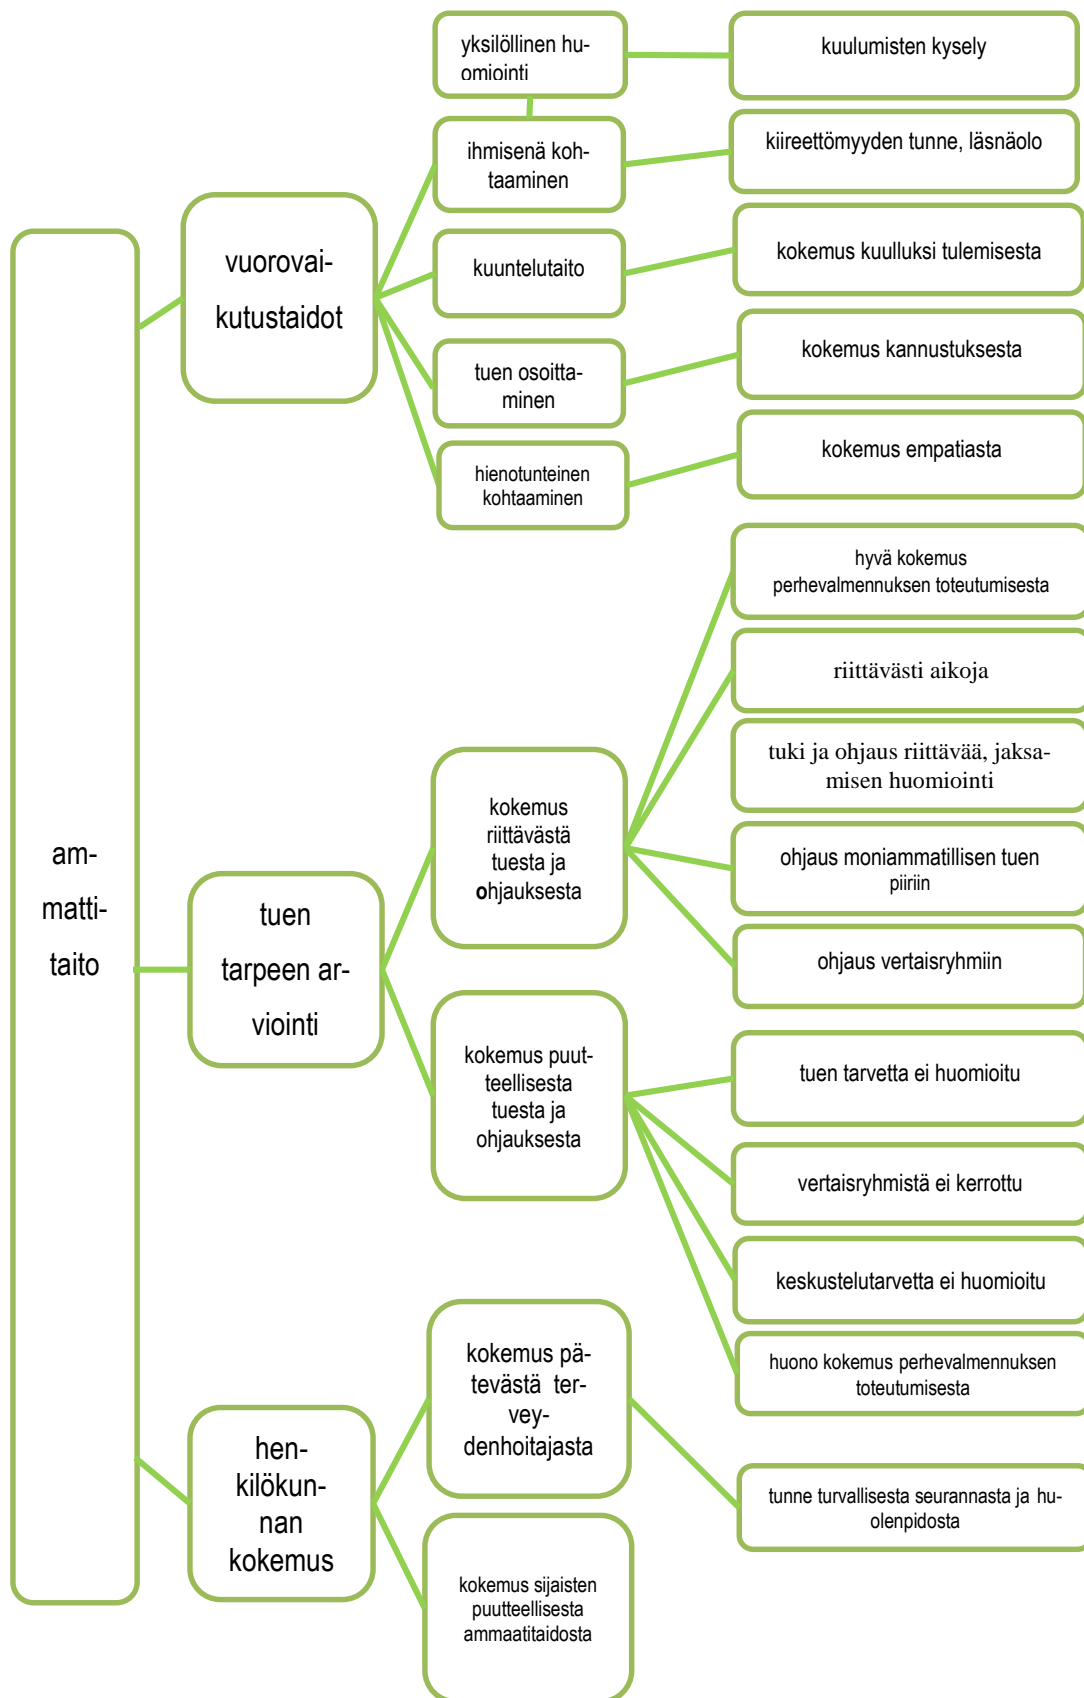 yksilöllinen hu-
omiointi
kuulumisten kysely
ihmisenä koh-
taaminen
kiireettömyyden tunne, läsnäolo
vuorovai-
kutustaidot
kuuntelutaito
kokemus kuulluksi tulemisesta
tuen osoitta-
minen
kokemus kannustuksesta
hienotunteinen
kohtaaminen
kokemus empatiasta
am-
matti-
taito
tuen
tarpeen ar-
viointi
kokemus
riittävästä
tuesta ja
ohjauksesta
hyvä kokemus
perhevalmennuksen toteutumisesta
riittävästi aikoja
tuki ja ohjaus riittävää, jaksa-
misen huomiointi
ohjaus moniammatillisen tuen
piiriin
ohjaus vertaisryhmiin
kokemus puut-
teellisesta
tuesta ja
ohjauksesta
tuen tarvetta ei huomioitu
vertaisryhmistä ei kerrottu
keskustelutarvetta ei huomioitu
huono kokemus perhevalmennuksen
toteutumisesta
hen-
kilökun-
nan
kokemus
kokemus pä-
tevästä ter-
vey-
denhoitajasta
tunne turvallisesta seurannasta ja hu-
olenpidosta
kokemus sijaisten
puutteellisesta
ammaatitaidosta